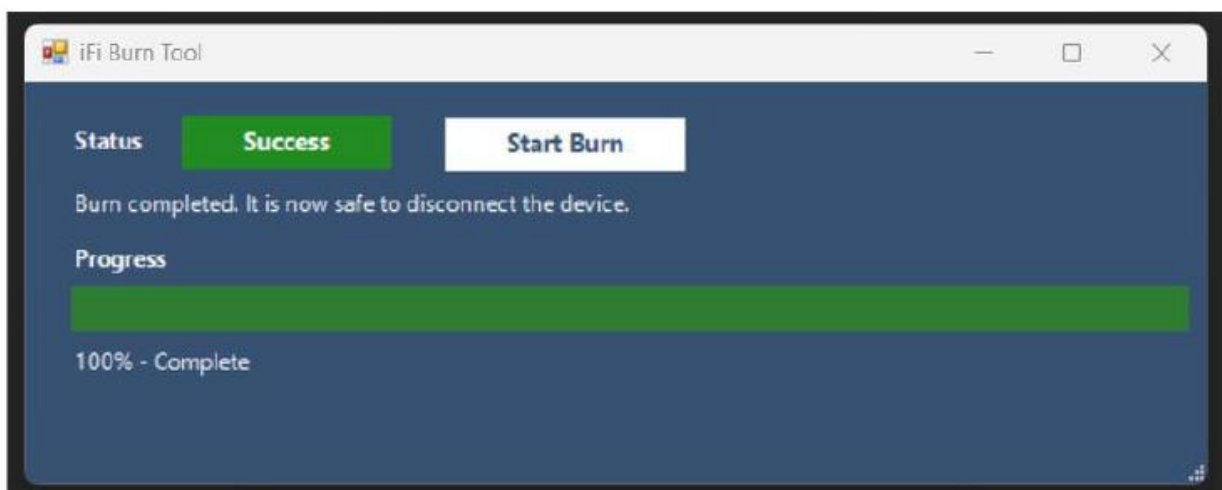 iFi Burn Tool
Status Success Start Burn
Burn completed. It is now safe to disconnect the device.
Progress
100% - Complete